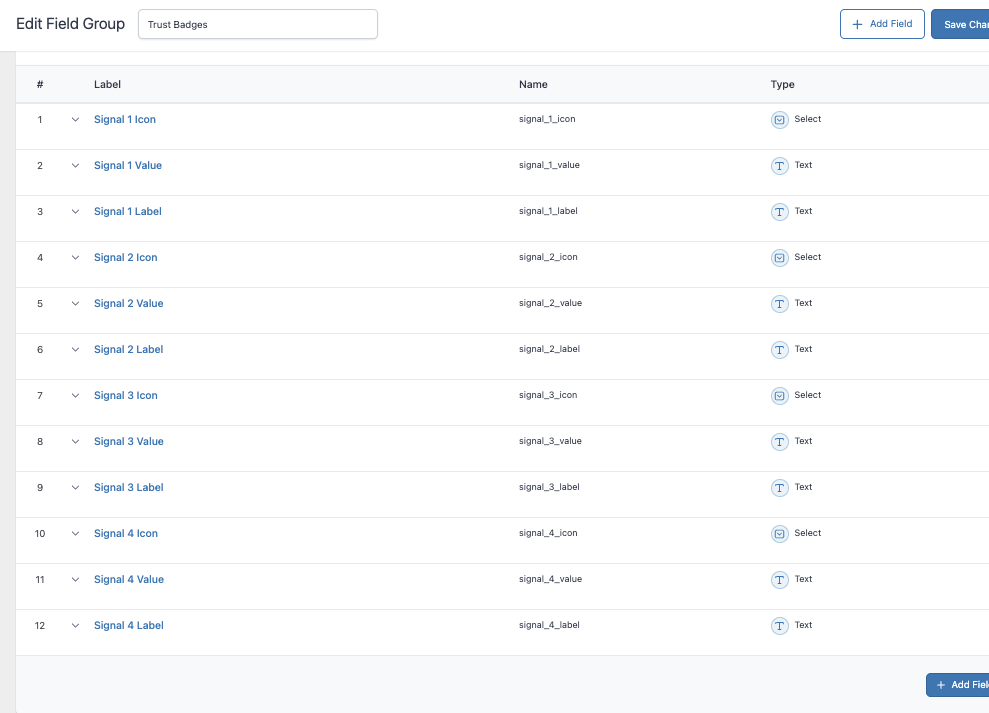 Edit Field Group Trust Badges + Add Field Save Chan
# Label Name Type
1 Signal 1 Icon signal_1_icon Select
2 Signal 1 Value signal_1_value Text
3 Signal 1 Label signal_1_label Text
4 Signal 2 Icon signal_2_icon Select
5 Signal 2 Value signal_2_value Text
6 Signal 2 Label signal_2_label Text
7 Signal 3 Icon signal_3_icon Select
8 Signal 3 Value signal_3_value Text
9 Signal 3 Label signal_3_label Text
10 Signal 4 Icon signal_4_icon Select
11 Signal 4 Value signal_4_value Text
12 Signal 4 Label signal_4_label Text
+ Add Fiel